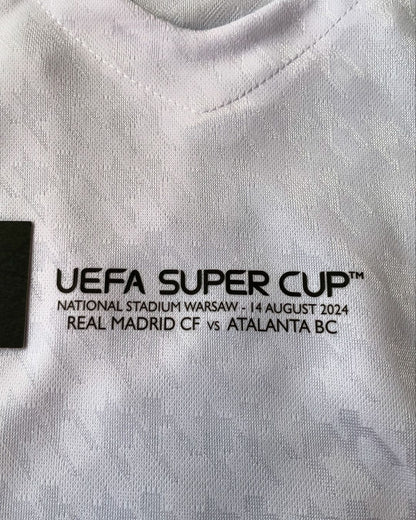 UEFA SUPER CUP™
NATIONAL STADIUM WARSAW - 14 AUGUST 2024
REAL MADRID CF vs ATALANTA BC